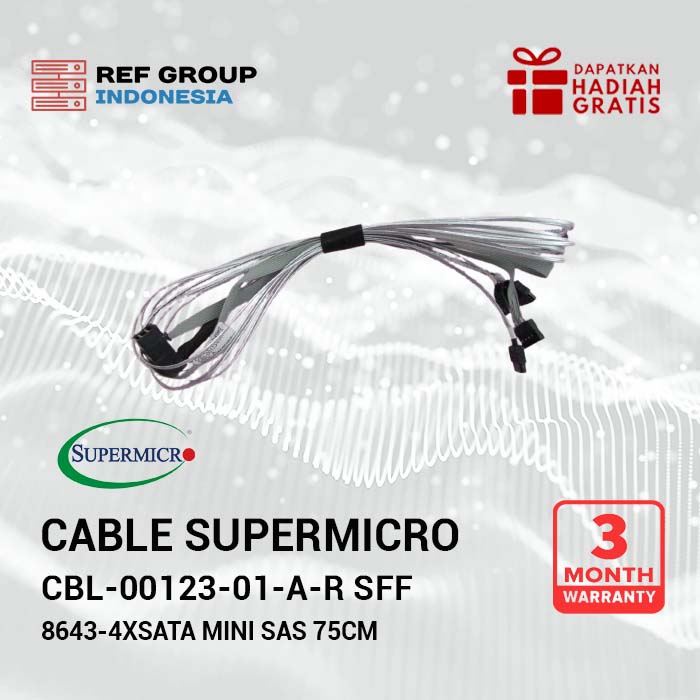 REF GROUP
INDONESIA
DAPATKAN
HADIAH
GRATIS
SUPERMICRO
CABLE SUPERMICRO
CBL-00123-01-A-R SFF
8643-4XSATA MINI SAS 75CM
3
MONTH
WARRANTY